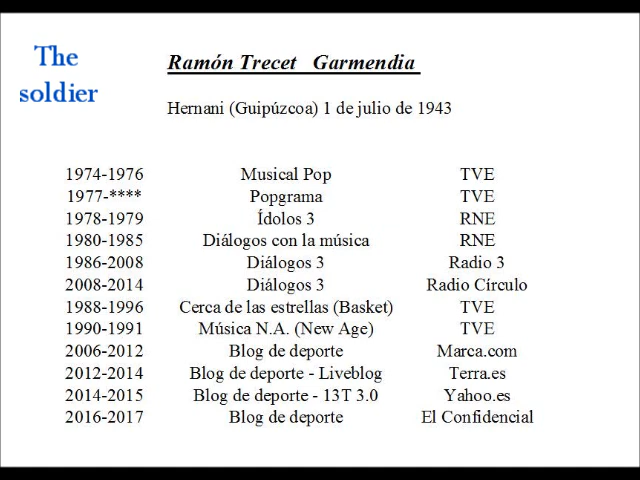 The
soldier
Ramón Trecet Garmendia
Hernani (Guipúzcoa) 1 de julio de 1943
1974-1976 Musical Pop TVE
1977-**** Popgrama TVE
1978-1979 Ídolos 3 RNE
1980-1985 Diálogos con la música RNE
1986-2008 Diálogos 3 Radio 3
2008-2014 Diálogos 3 Radio Círculo
1988-1996 Cerca de las estrellas (Basket) TVE
1990-1991 Música N.A. (New Age) TVE
2006-2012 Blog de deporte Marca.com
2012-2014 Blog de deporte - Liveblog Terra.es
2014-2015 Blog de deporte - 13T 3.0 Yahoo.es
2016-2017 Blog de deporte El Confidencial